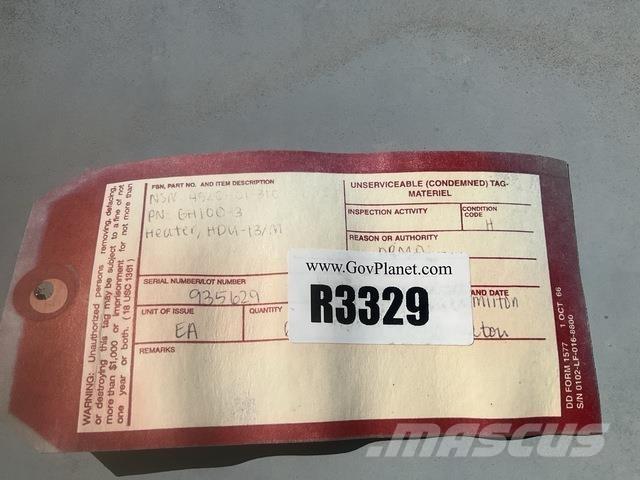 WARNING: Unauthorized persons removing, defacing,
or destroying this tag may be subject to a fine of not
more than $1,000 or imprisonment for not more than
one year or both. (18 USC 1361)
FSN, PART NO. AND ITEM DESCRIPTION
NSN
PN: GH100-3
Heater, HDU-13/M
SERIAL NUMBER/LOT NUMBER
935629
UNIT OF ISSUE
EA
QUANTITY
REMARKS
UNSERVICEABLE (CONDEMNED) TAG-
MATERIEL
INSPECTION ACTIVITY
CONDITION
CODE
H
REASON OR AUTHORITY
AND DATE
www.GovPlanet.com
R3329
DD FORM 1577 1 OCT 66
S/N 0102-LF-016-8800
MASCUS